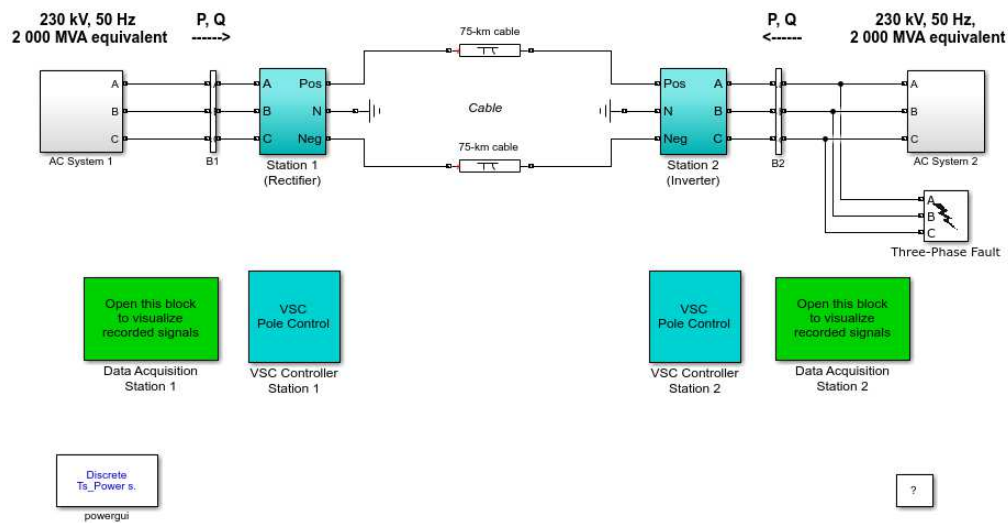 230 kV, 50 Hz
2 000 MVA equivalent
P, Q
------>
75-km cable
P, Q
<------
230 kV, 50 Hz,
2 000 MVA equivalent
A
B
C
AC System 1
A
B
C
B1
A
B
C
Pos
N
Neg
Station 1
(Rectifier)
Cable
75-km cable
Pos
N
Neg
A
B
C
Station 2
(Inverter)
A
B
C
B2
A
B
C
AC System 2
A
B
C
Three-Phase Fault
Open this block
to visualize
recorded signals
Data Acquisition
Station 1
VSC
Pole Control
VSC Controller
Station 1
VSC
Pole Control
VSC Controller
Station 2
Open this block
to visualize
recorded signals
Data Acquisition
Station 2
Discrete
Ts_Power s.
powergui
?